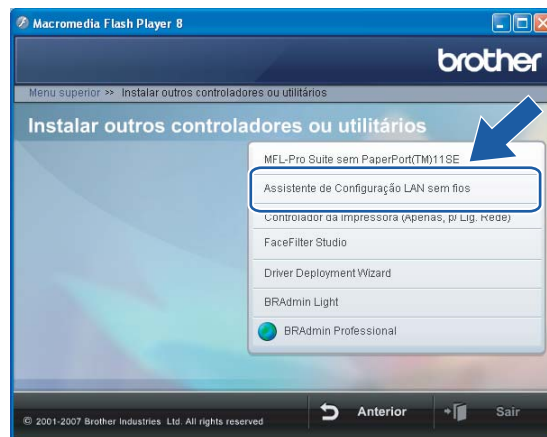 Macromedia Flash Player 8
brother
Menu superior >> Instalar outros controladores ou utilitários
Instalar outros controladores ou utilitários
MFL-Pro Suite sem PaperPort(TM)11SE
Assistente de Configuração LAN sem fios
Controlador da Impressora (Apenas, p/ Lig. Rede)
FaceFilter Studio
Driver Deployment Wizard
BRAdmin Light
BRAdmin Professional
© 2001-2007 Brother Industries Ltd. All rights reserved
Anterior
Sair